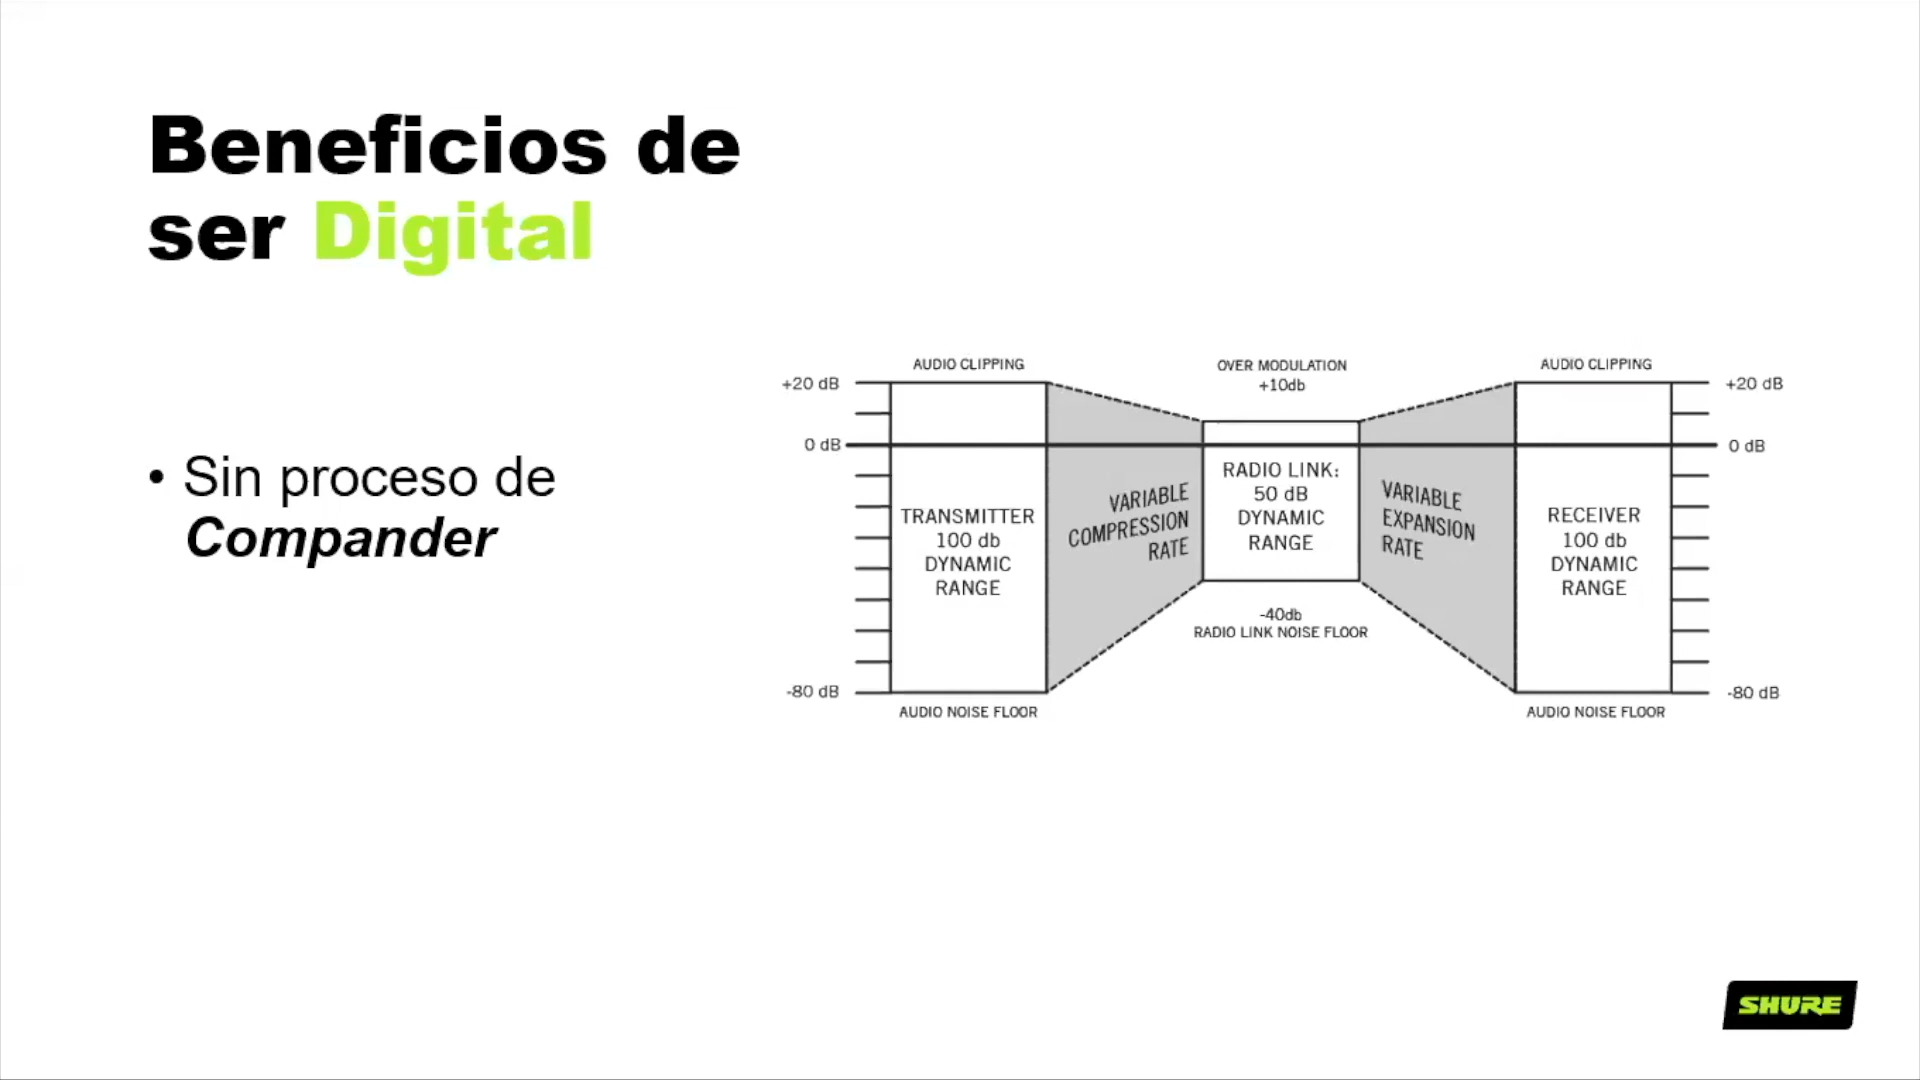 Beneficios de
ser Digital
• Sin proceso de
Compander
AUDIO CLIPPING
+20 dB
0 dB
TRANSMITTER
100 db
DYNAMIC
RANGE
-80 dB
AUDIO NOISE FLOOR
VARIABLE
COMPRESSION
RATE
OVER MODULATION
+10db
RADIO LINK:
50 dB
DYNAMIC
RANGE
-40db
RADIO LINK NOISE FLOOR
VARIABLE
EXPANSION
RATE
AUDIO CLIPPING
+20 dB
0 dB
RECEIVER
100 db
DYNAMIC
RANGE
-80 dB
AUDIO NOISE FLOOR
SHURE